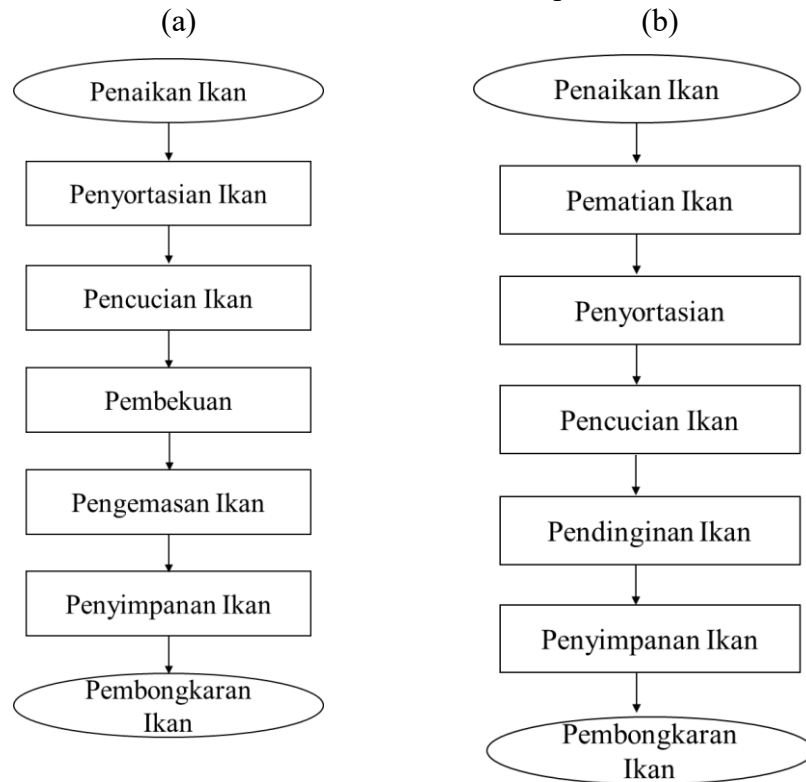 (a)
Penaikan Ikan
Penyortasian Ikan
Pencucian Ikan
Pembekuan
Pengemasan Ikan
Penyimpanan Ikan
Pembongkaran
Ikan
(b)
Penaikan Ikan
Pematian Ikan
Penyortasian
Pencucian Ikan
Pendinginan Ikan
Penyimpanan Ikan
Pembongkaran
Ikan